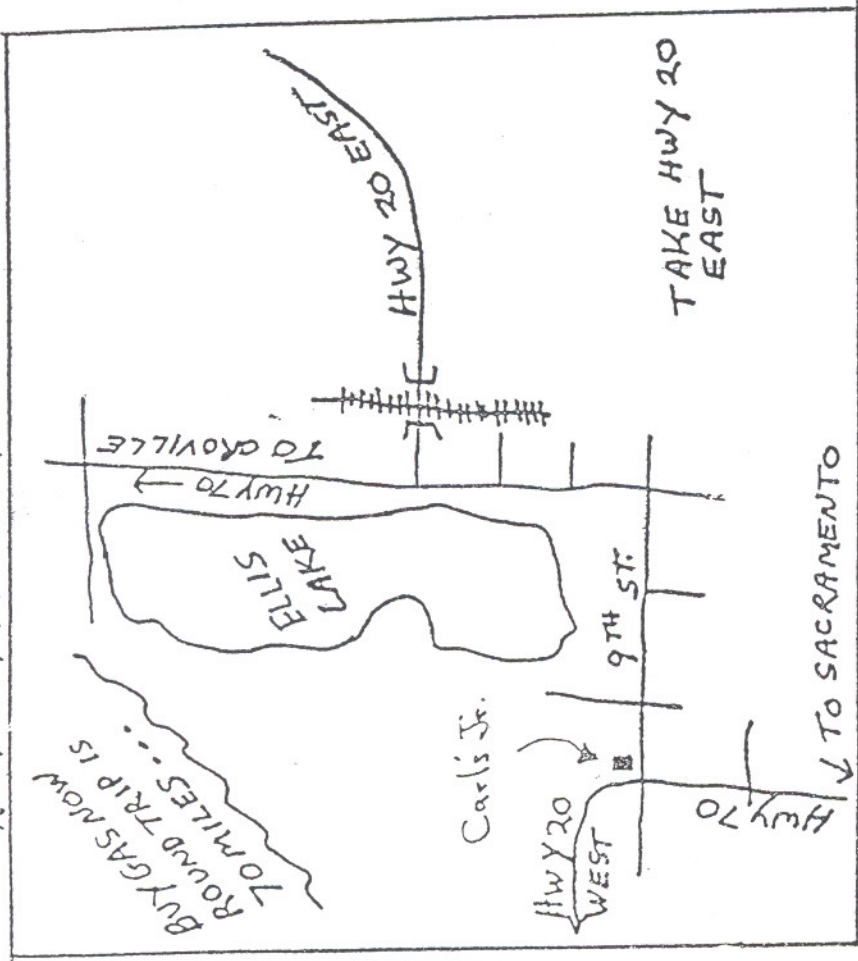 BUY GAS NOW
ROUND TRIP IS
70 MILES...
HWY 70 →
TO OROVILLE
HWY 20 EAST
ELLIS
LAKE
Carl's Jr.
HWY 20
WEST
9TH ST.
HWY 70
↓ TO SACRAMENTO
TAKE HWY 20
EAST